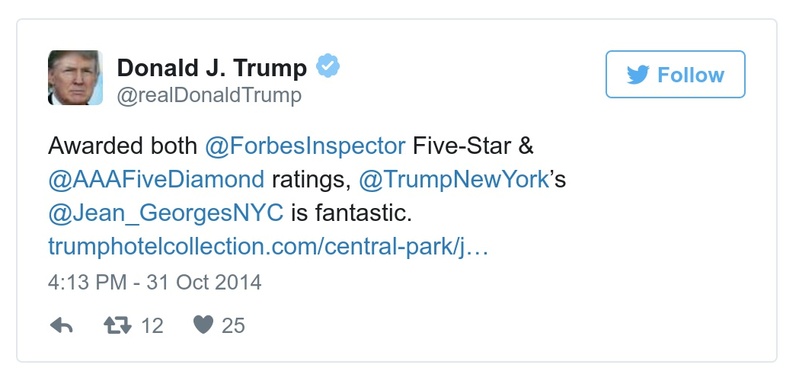 Donald J. Trump
@realDonaldTrump
Follow
Awarded both @ForbesInspector Five-Star &
@AAAFiveDiamond ratings, @TrumpNewYork’s
@Jean_GeorgesNYC is fantastic.
trumphotelcollection.com/central-park/j…
4:13 PM - 31 Oct 2014
12 25